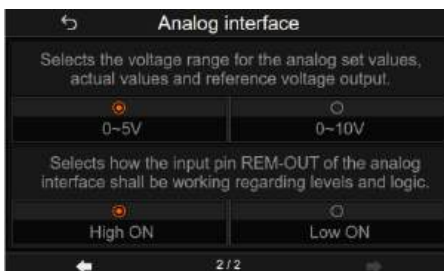 Analog interface
Selects the voltage range for the analog set values,
actual values and reference voltage output.
0~5V
0~10V
Selects how the input pin REM-OUT of the analog
interface shall be working regarding levels and logic.
High ON
Low ON
2/2